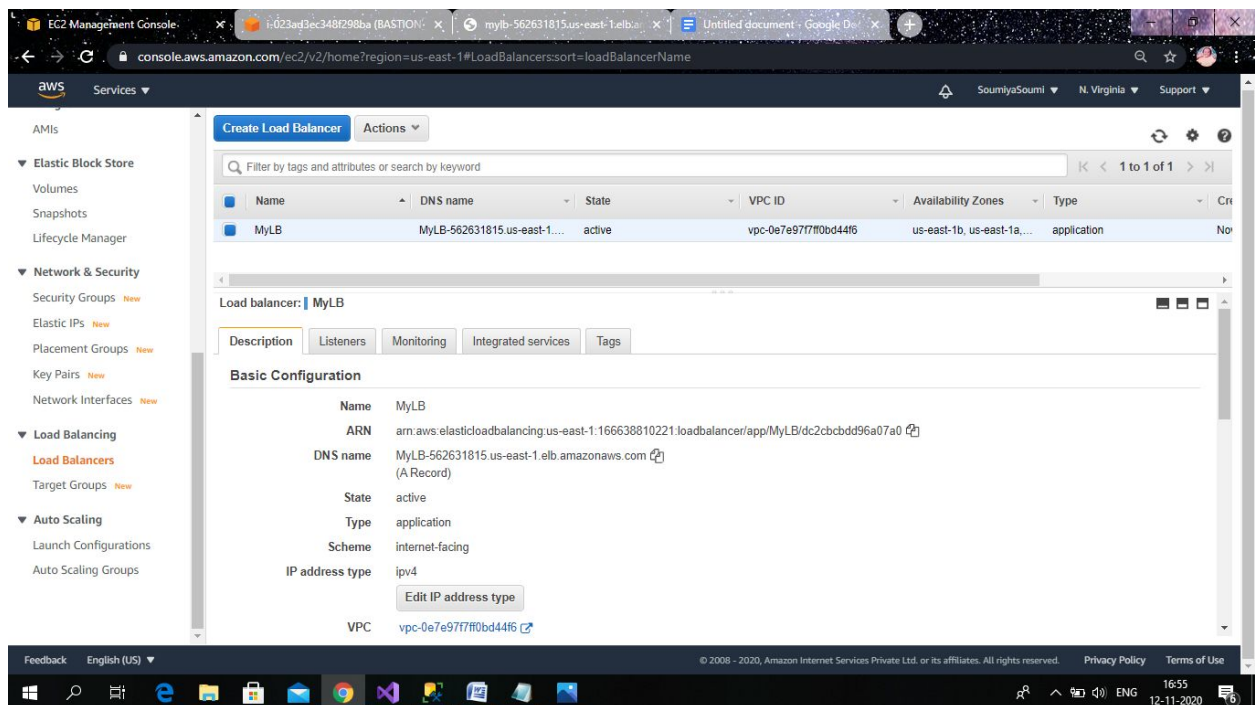 EC2 Management Console
i-023ad3ec348f298ba (BASTION-
mylb-562631815.us-east-1.elb.a
Untitled document - Google Do
console.aws.amazon.com/ec2/v2/home?region=us-east-1#LoadBalancers:sort=loadBalancerName
aws
Services
SoumiyaSoumi
N. Virginia
Support
AMIs
Elastic Block Store
Volumes
Snapshots
Lifecycle Manager
Network & Security
Security Groups New
Elastic IPs New
Placement Groups New
Key Pairs New
Network Interfaces New
Load Balancing
Load Balancers
Target Groups New
Auto Scaling
Launch Configurations
Auto Scaling Groups
Create Load Balancer
Actions
Filter by tags and attributes or search by keyword
1 to 1 of 1
Name DNS name State VPC ID Availability Zones Type Cre
MyLB MyLB-562631815.us-east-1.... active vpc-0e7e97f7ff0bd44f6 us-east-1b, us-east-1a,... application Nov
Load balancer: MyLB
Description Listeners Monitoring Integrated services Tags
Basic Configuration
Name MyLB
ARN arn:aws:elasticloadbalancing:us-east-1:166638810221:loadbalancer/app/MyLB/dc2cbcbdd96a07a0
DNS name MyLB-562631815.us-east-1.elb.amazonaws.com
(A Record)
State active
Type application
Scheme internet-facing
IP address type ipv4
Edit IP address type
VPC vpc-0e7e97f7ff0bd44f6
Feedback English (US)
© 2008 - 2020, Amazon Internet Services Private Ltd. or its affiliates. All rights reserved. Privacy Policy Terms of Use
ENG
16:55
12-11-2020
6